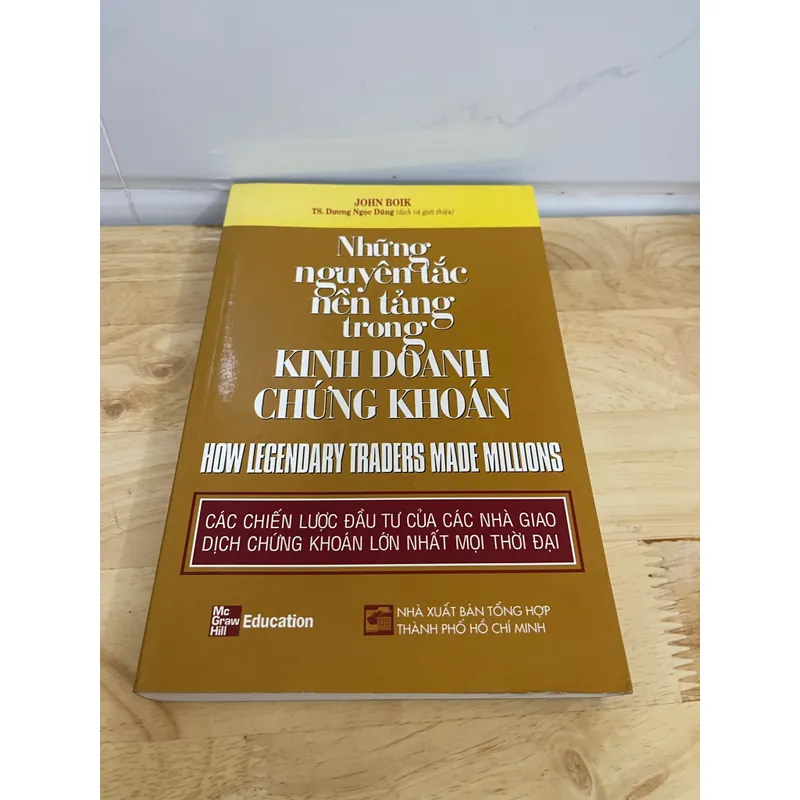 JOHN BOIK
TS. Dương Ngọc Dũng (dịch và giới thiệu)
Những
nguyên tắc
nền tảng
trong
KINH DOANH
CHỨNG KHOÁN
HOW LEGENDARY TRADERS MADE MILLIONS
CÁC CHIẾN LƯỢC ĐẦU TƯ CỦA CÁC NHÀ GIAO
DỊCH CHỨNG KHOÁN LỚN NHẤT MỌI THỜI ĐẠI
Mc
Graw
Hill
Education
NHÀ XUẤT BẢN TỔNG HỢP
THÀNH PHỐ HỒ CHÍ MINH